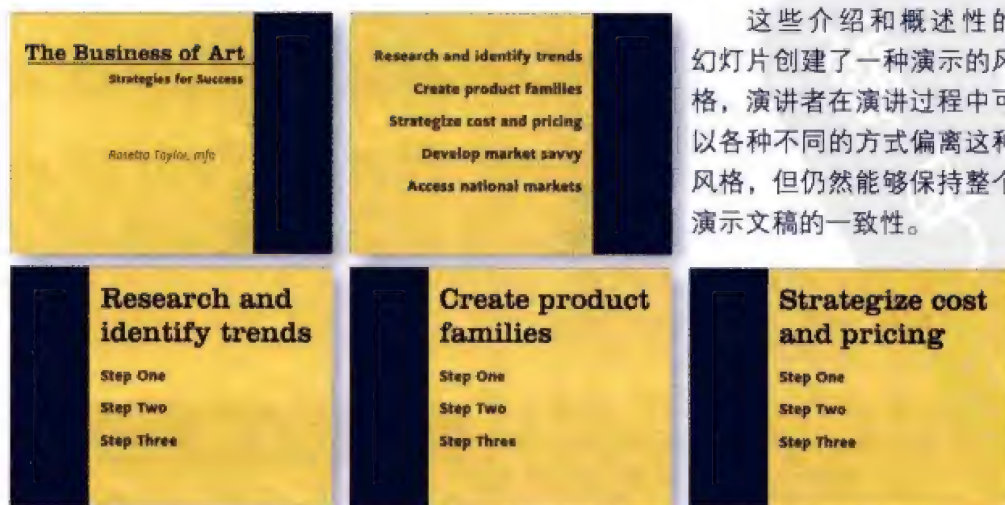 The Business of Art
Strategies for Success
Rosetta Taylor, mfa
Research and identify trends
Create product families
Strategize cost and pricing
Develop market savvy
Access national markets
这些介绍和概述性的
幻灯片创建了一种演示的风
格，演讲者在演讲过程中可
以各种不同的方式偏离这种
风格，但仍然能够保持整个
演示文稿的一致性。
Research and
identify trends
Step One
Step Two
Step Three
Create product
families
Step One
Step Two
Step Three
Strategize cost
and pricing
Step One
Step Two
Step Three